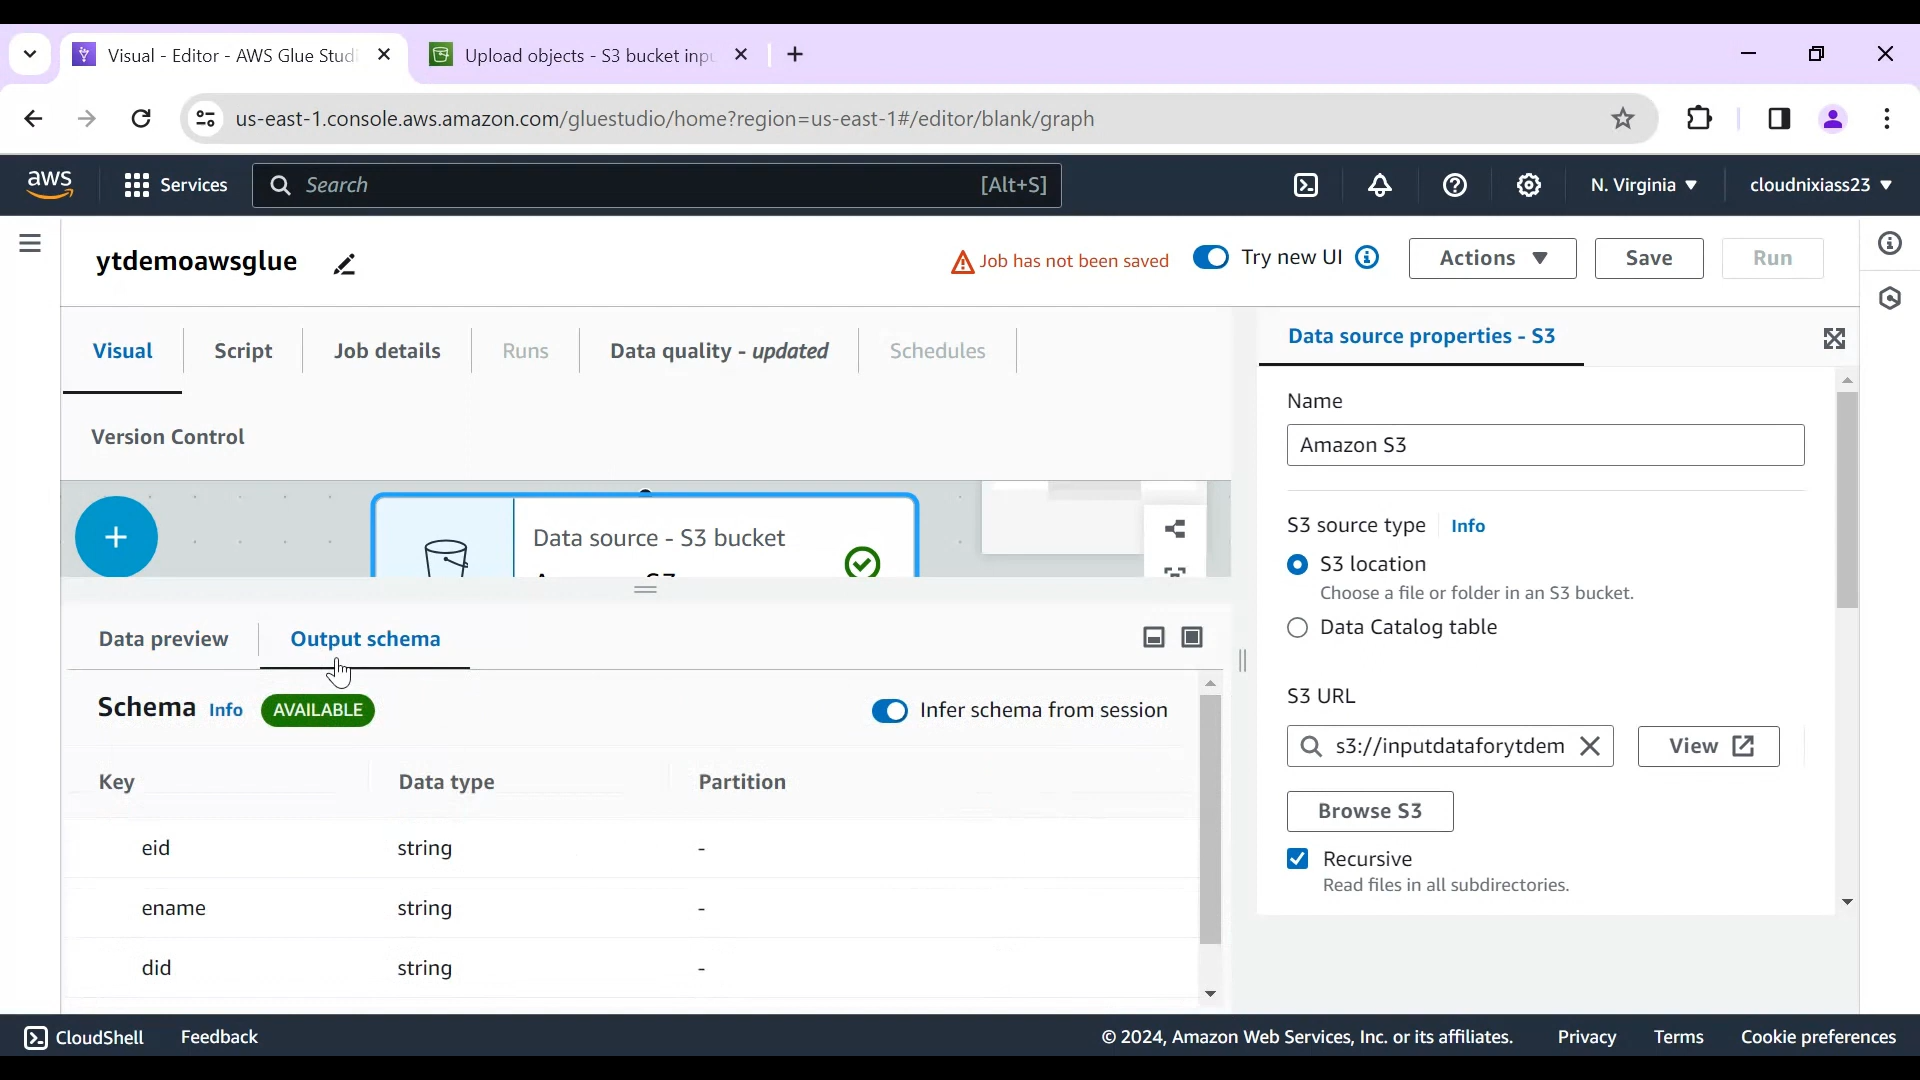 Visual - Editor - AWS Glue Stud
Upload objects - S3 bucket inp
us-east-1.console.aws.amazon.com/gluestudio/home?region=us-east-1#/editor/blank/graph
aws
Services
Search
[Alt+S]
N. Virginia
cloudnixiass23
ytdemoawsglue
Job has not been saved
Try new UI
Actions
Save
Run
Visual
Script
Job details
Runs
Data quality - updated
Schedules
Version Control
Data source - S3 bucket
Data preview
Output schema
Schema Info AVAILABLE
Infer schema from session
Key Data type Partition
eid string -
ename string -
did string -
Data source properties - S3
Name
Amazon S3
S3 source type Info
S3 location
Choose a file or folder in an S3 bucket.
Data Catalog table
S3 URL
s3://inputdataforytdem
View
Browse S3
Recursive
Read files in all subdirectories.
CloudShell Feedback © 2024, Amazon Web Services, Inc. or its affiliates. Privacy Terms Cookie preferences